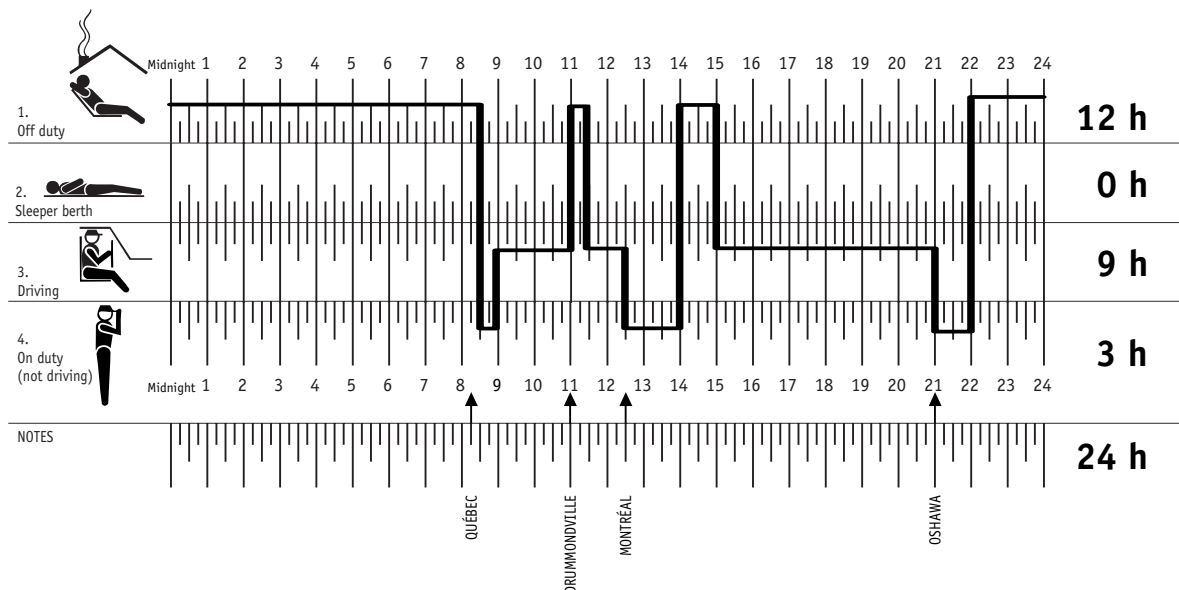 Midnight 1 2 3 4 5 6 7 8 9 10 11 12 13 14 15 16 17 18 19 20 21 22 23 24
1.
Off duty
12 h
2.
Sleeper berth
0 h
3.
Driving
9 h
4.
On duty
(not driving)
3 h
Midnight 1 2 3 4 5 6 7 8 9 10 11 12 13 14 15 16 17 18 19 20 21 22 23 24
NOTES
24 h
QUÉBEC
DRUMMONDVILLE
MONTRÉAL
OSHAWA